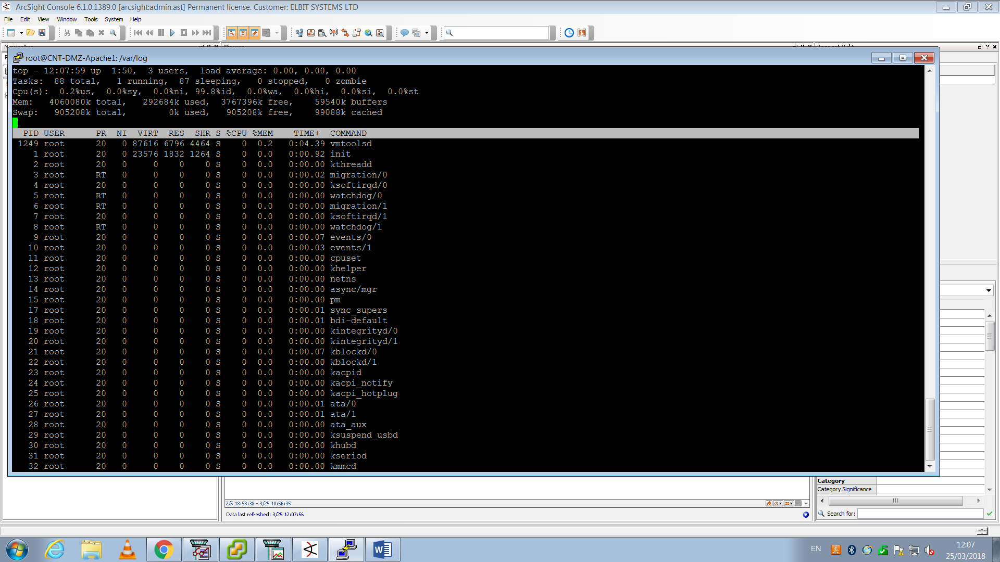 ArcSight Console 6.1.0.1389.0 [arcsight:admin.ast] Permanent license. Customer: ELBIT SYSTEMS LTD
File Edit View Window Tools System Help
root@CNT-DMZ-Apache1: /var/log
top - 12:07:59 up  1:50,  3 users,  load average: 0.00, 0.00, 0.00
Tasks:  88 total,   1 running,  87 sleeping,   0 stopped,   0 zombie
Cpu(s):  0.2%us,  0.0%sy,  0.0%ni, 99.8%id,  0.0%wa,  0.0%hi,  0.0%si,  0.0%st
Mem:   4060080k total,   292684k used,  3767396k free,    59540k buffers
Swap:   905208k total,        0k used,   905208k free,    99088k cached
PID USER PR NI VIRT RES SHR S %CPU %MEM TIME+ COMMAND
1249 root 20 0 87616 6796 4464 S 0 0.2 0:04.39 vmtoolsd
1 root 20 0 23576 1832 1264 S 0 0.0 0:00.92 init
2 root 20 0 0 0 0 S 0 0.0 0:00.00 kthreadd
3 root RT 0 0 0 0 S 0 0.0 0:00.02 migration/0
4 root 20 0 0 0 0 S 0 0.0 0:00.00 ksoftirqd/0
5 root RT 0 0 0 0 S 0 0.0 0:00.00 watchdog/0
6 root RT 0 0 0 0 S 0 0.0 0:00.00 migration/1
7 root 20 0 0 0 0 S 0 0.0 0:00.00 ksoftirqd/1
8 root RT 0 0 0 0 S 0 0.0 0:00.00 watchdog/1
9 root 20 0 0 0 0 S 0 0.0 0:00.07 events/0
10 root 20 0 0 0 0 S 0 0.0 0:00.03 events/1
11 root 20 0 0 0 0 S 0 0.0 0:00.00 cpuset
12 root 20 0 0 0 0 S 0 0.0 0:00.00 khelper
13 root 20 0 0 0 0 S 0 0.0 0:00.00 netns
14 root 20 0 0 0 0 S 0 0.0 0:00.00 async/mgr
15 root 20 0 0 0 0 S 0 0.0 0:00.00 pm
17 root 20 0 0 0 0 S 0 0.0 0:00.01 sync_supers
18 root 20 0 0 0 0 S 0 0.0 0:00.01 bdi-default
19 root 20 0 0 0 0 S 0 0.0 0:00.00 kintegrityd/0
20 root 20 0 0 0 0 S 0 0.0 0:00.00 kintegrityd/1
21 root 20 0 0 0 0 S 0 0.0 0:00.07 kblockd/0
22 root 20 0 0 0 0 S 0 0.0 0:00.00 kblockd/1
23 root 20 0 0 0 0 S 0 0.0 0:00.00 kacpid
24 root 20 0 0 0 0 S 0 0.0 0:00.00 kacpi_notify
25 root 20 0 0 0 0 S 0 0.0 0:00.00 kacpi_hotplug
26 root 20 0 0 0 0 S 0 0.0 0:00.01 ata/0
27 root 20 0 0 0 0 S 0 0.0 0:00.01 ata/1
28 root 20 0 0 0 0 S 0 0.0 0:00.00 ata_aux
29 root 20 0 0 0 0 S 0 0.0 0:00.00 ksuspend_usbd
30 root 20 0 0 0 0 S 0 0.0 0:00.00 khubd
31 root 20 0 0 0 0 S 0 0.0 0:00.00 kseriod
32 root 20 0 0 0 0 S 0 0.0 0:00.00 kmmcd
Category
Category Significance
2/5 18:53:38 - 3/25 10:56:35
Data last refreshed: 3/25 12:07:56
Search for:
EN
12:07
25/03/2018